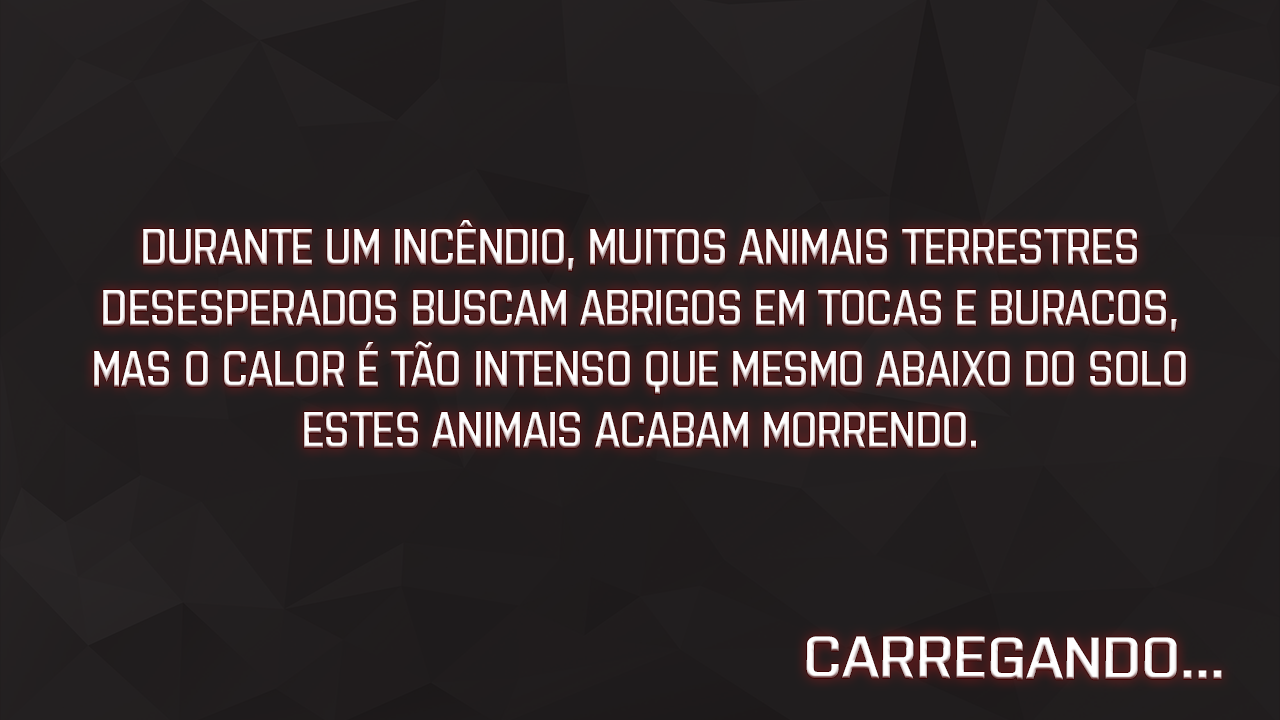 DURANTE UM INCÊNDIO, MUITOS ANIMAIS TERRESTRES
DESESPERADOS BUSCAM ABRIGOS EM TOCAS E BURACOS,
MAS O CALOR É TÃO INTENSO QUE MESMO ABAIXO DO SOLO
ESTES ANIMAIS ACABAM MORRENDO.
CARREGANDO...